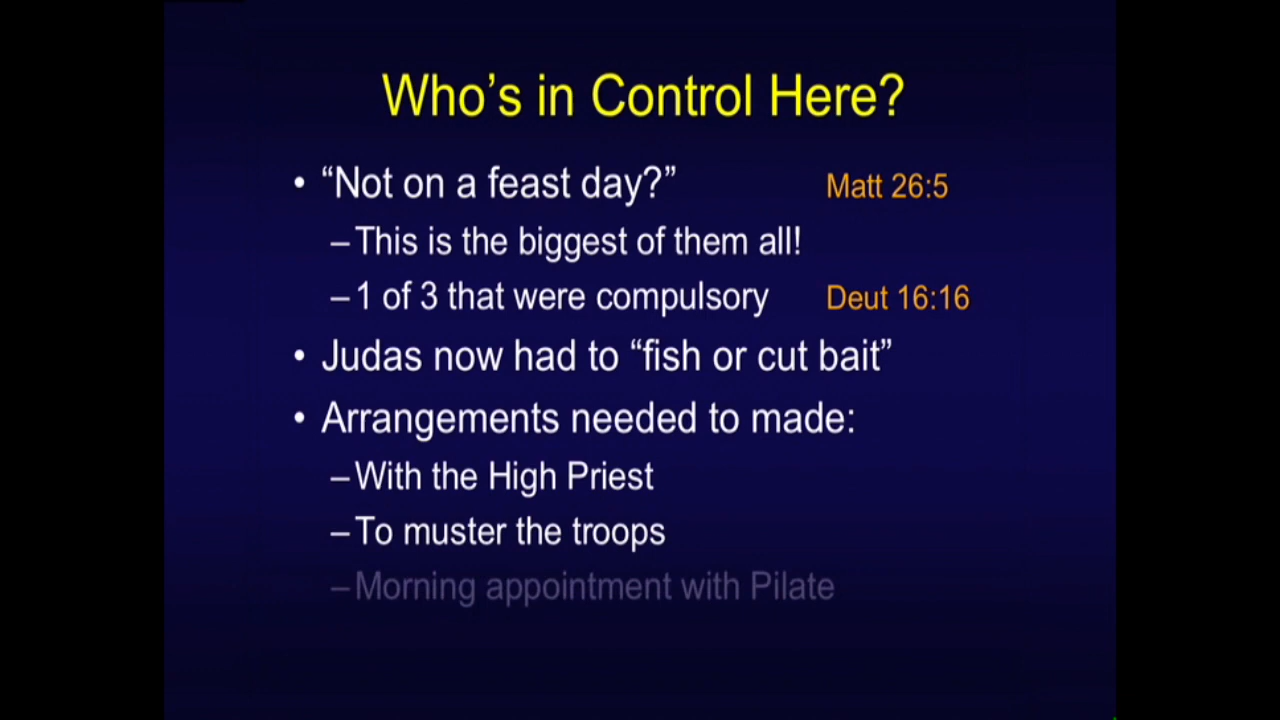 Who’s in Control Here?
• “Not on a feast day?” Matt 26:5
–This is the biggest of them all!
–1 of 3 that were compulsory Deut 16:16
• Judas now had to “fish or cut bait”
• Arrangements needed to made:
–With the High Priest
–To muster the troops
–Morning appointment with Pilate